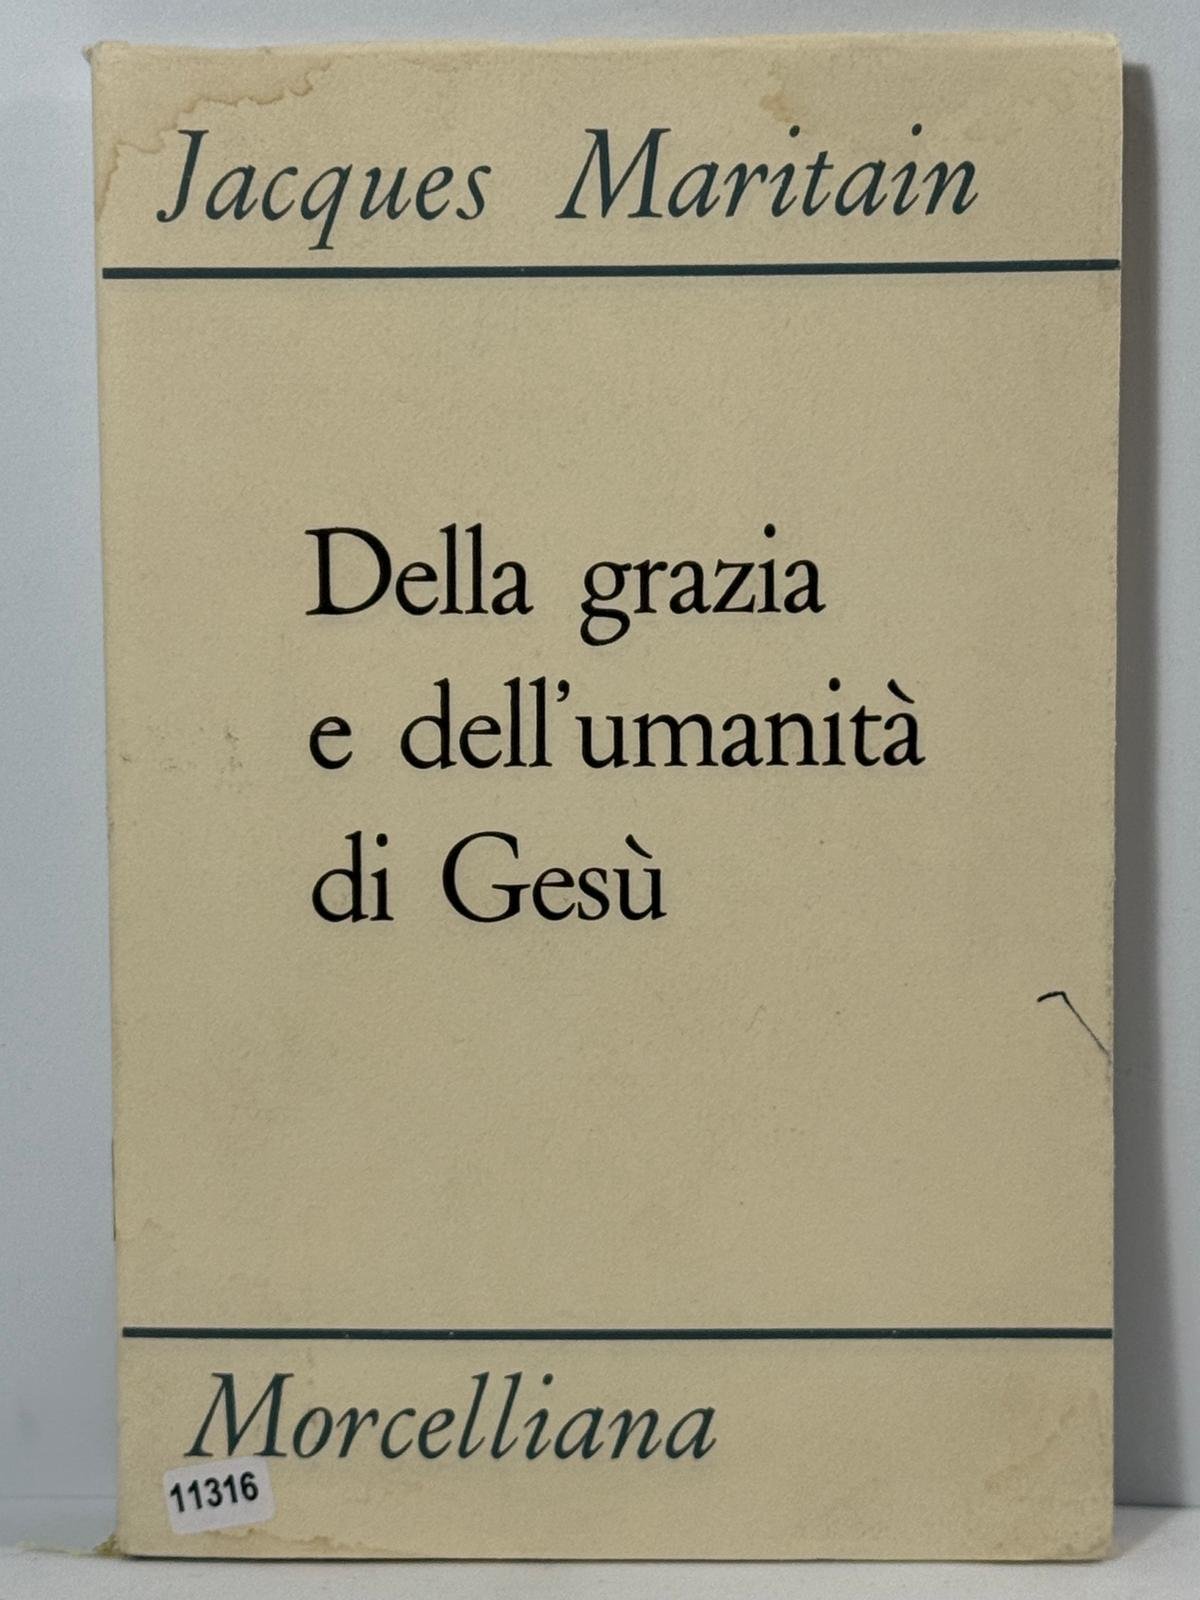 Jacques Maritain
Della grazia
e dell'umanità
di Gesù
Morcelliana
11316